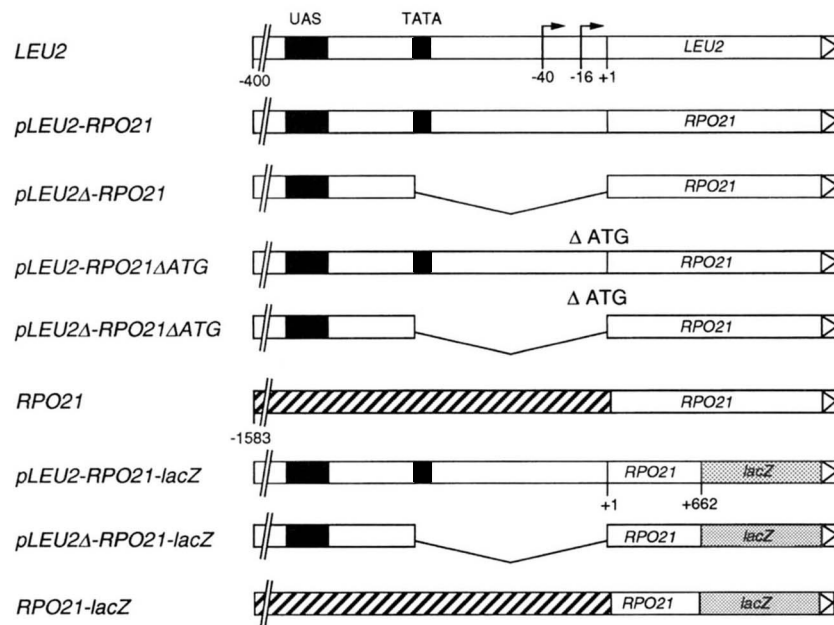 UAS TATA
LEU2 LEU2
-400 -40 -16 +1
pLEU2-RPO21 RPO21
pLEU2Δ-RPO21 RPO21
Δ ATG
pLEU2-RPO21ΔATG RPO21
Δ ATG
pLEU2Δ-RPO21ΔATG RPO21
RPO21 RPO21
-1583
pLEU2-RPO21-lacZ RPO21 lacZ
+1 +662
pLEU2Δ-RPO21-lacZ RPO21 lacZ
RPO21-lacZ RPO21 lacZ